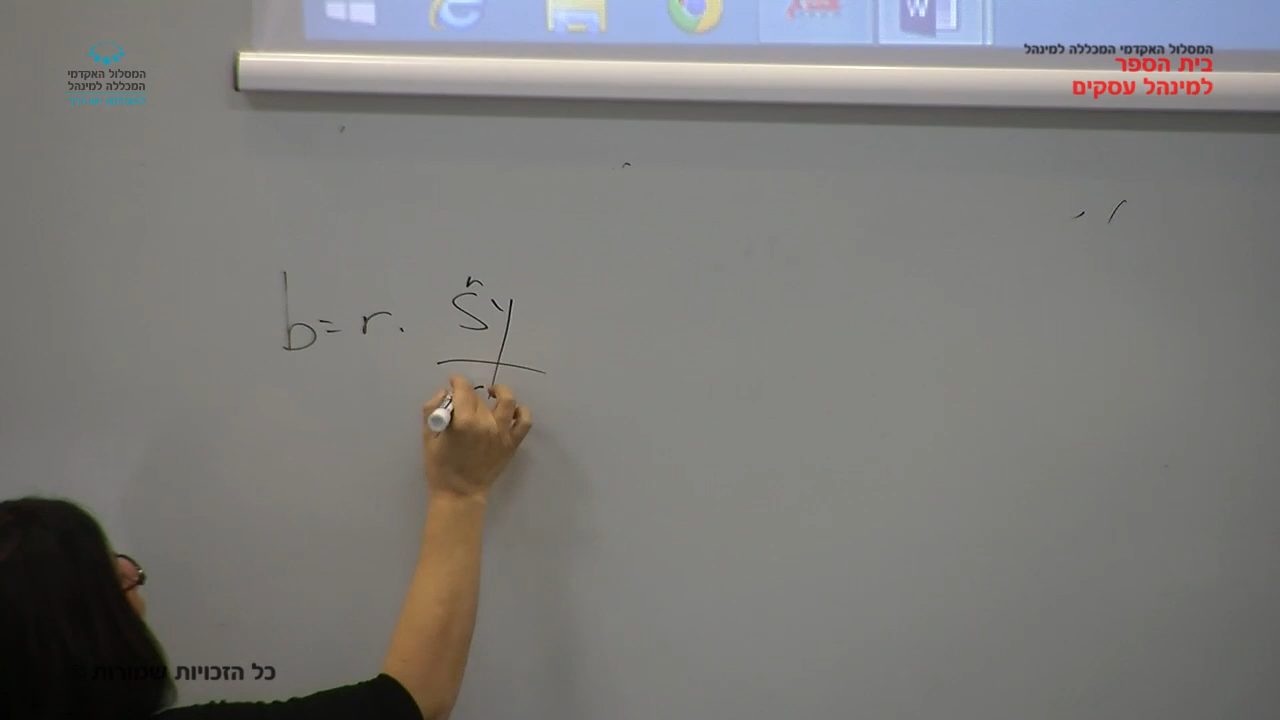 המסלול האקדמי המכללה למינהל
בית הספר
למינהל עסקים
המסלול האקדמי
המכללה למינהל
W
b = r. Ŝy
כל הזכויות שמורות